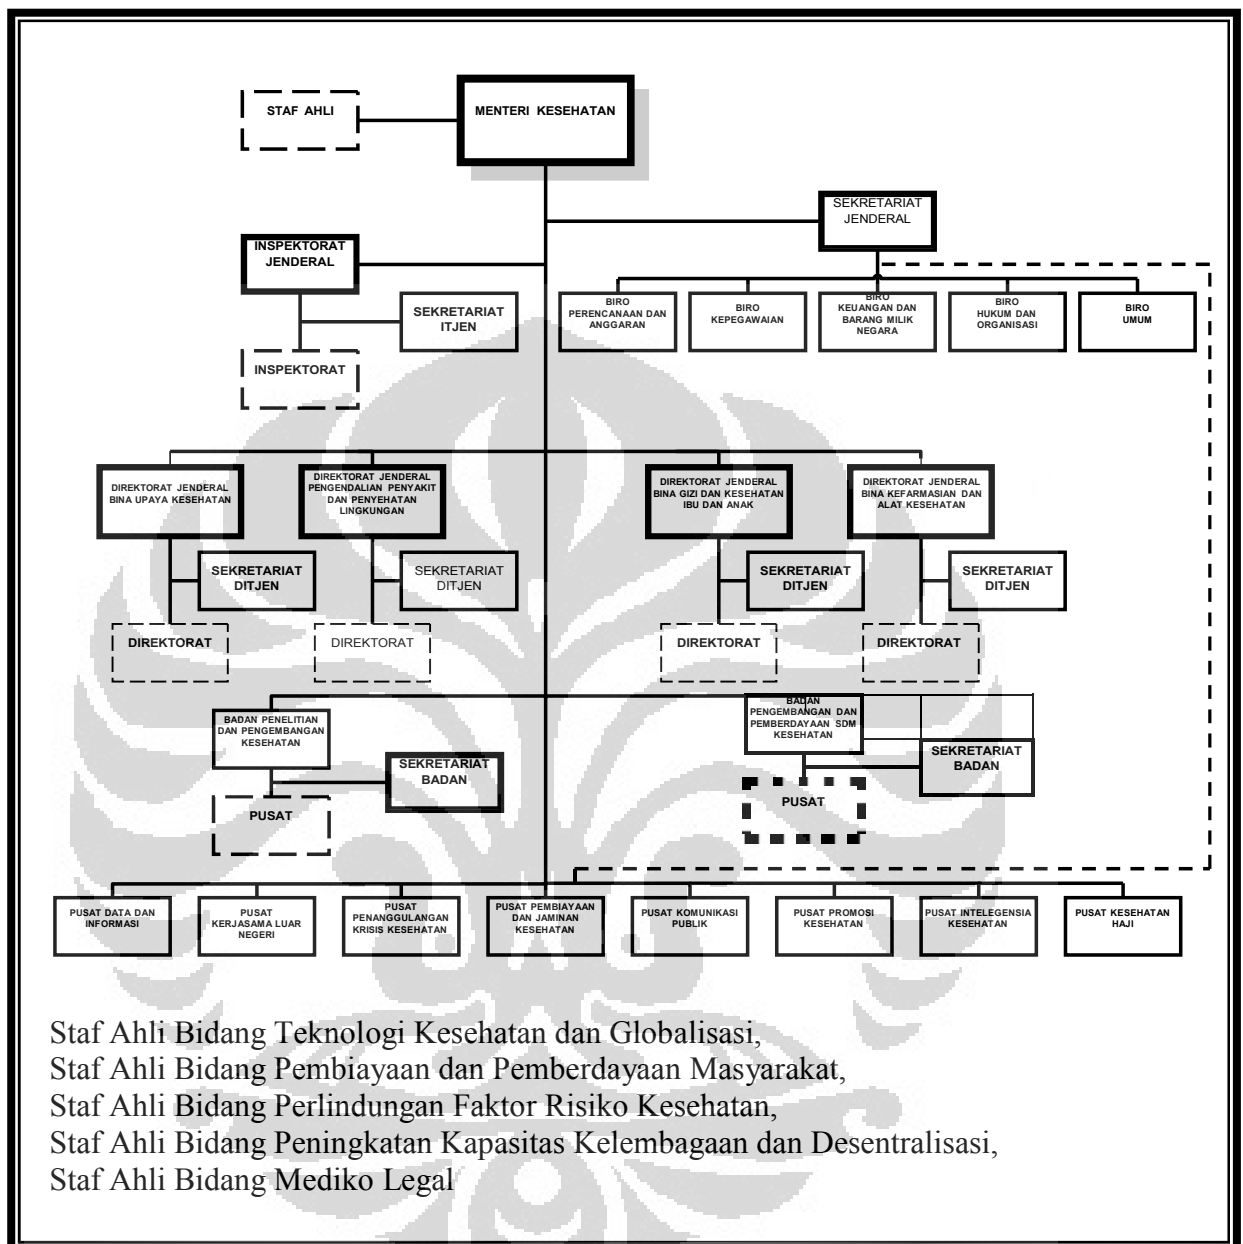 STAF AHLI
MENTERI KESEHATAN
SEKRETARIAT
JENDERAL
INSPEKTORAT
JENDERAL
SEKRETARIAT
ITJEN
INSPEKTORAT
BIRO
PERENCANAAN DAN
ANGGARAN
BIRO
KEPEGAWAIAN
BIRO
KEUANGAN DAN
BARANG MILIK
NEGARA
BIRO
HUKUM DAN
ORGANISASI
BIRO
UMUM
DIREKTORAT JENDERAL
BINA UPAYA KESEHATAN
DIREKTORAT JENDERAL
PENGENDALIAN PENYAKIT
DAN PENYEHATAN
LINGKUNGAN
DIREKTORAT JENDERAL
BINA GIZI DAN KESEHATAN
IBU DAN ANAK
DIREKTORAT JENDERAL
BINA KEFARMASIAN DAN
ALAT KESEHATAN
SEKRETARIAT
DITJEN
SEKRETARIAT
DITJEN
SEKRETARIAT
DITJEN
SEKRETARIAT
DITJEN
DIREKTORAT
DIREKTORAT
DIREKTORAT
DIREKTORAT
BADAN PENELITIAN
DAN PENGEMBANGAN
KESEHATAN
SEKRETARIAT
BADAN
PUSAT
BADAN
PENGEMBANGAN DAN
PEMBERDAYAAN SDM
KESEHATAN
SEKRETARIAT
BADAN
PUSAT
PUSAT DATA DAN
INFORMASI
PUSAT
KERJASAMA LUAR
NEGERI
PUSAT
PENANGGULANGAN
KRISIS KESEHATAN
PUSAT PEMBIAYAAN
DAN JAMINAN
KESEHATAN
PUSAT KOMUNIKASI
PUBLIK
PUSAT PROMOSI
KESEHATAN
PUSAT INTELEGENSIA
KESEHATAN
PUSAT KESEHATAN
HAJI
Staf Ahli Bidang Teknologi Kesehatan dan Globalisasi,
Staf Ahli Bidang Pembiayaan dan Pemberdayaan Masyarakat,
Staf Ahli Bidang Perlindungan Faktor Risiko Kesehatan,
Staf Ahli Bidang Peningkatan Kapasitas Kelembagaan dan Desentralisasi,
Staf Ahli Bidang Mediko Legal